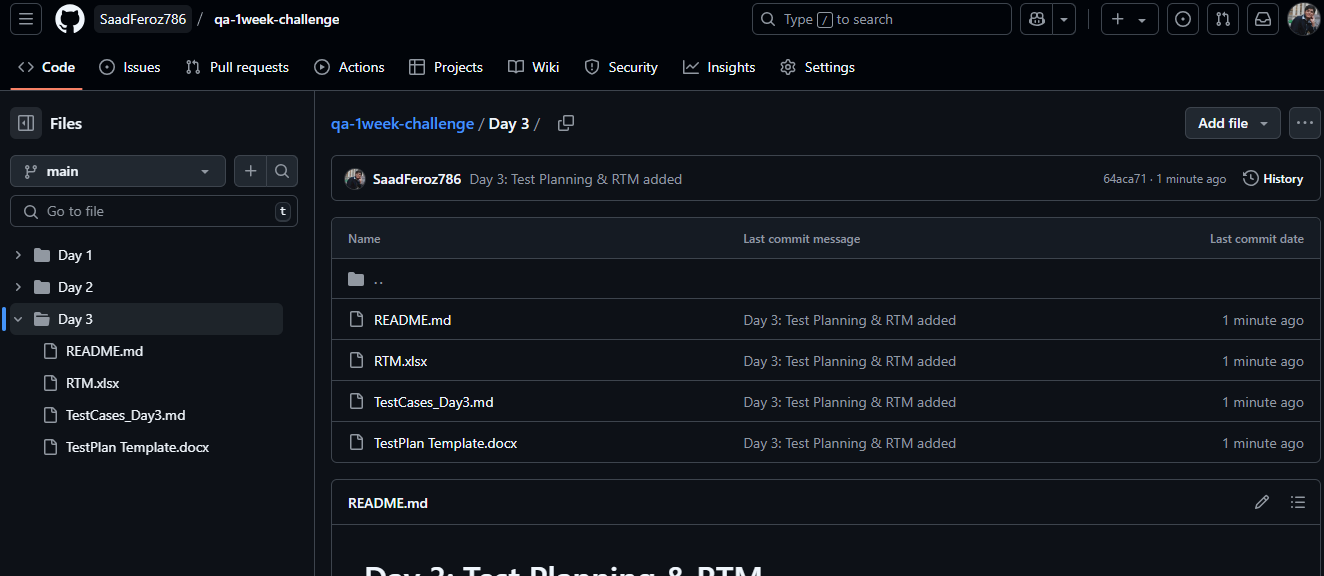 SaadFeroz786 / qa-1week-challenge
Type / to search
Code Issues Pull requests Actions Projects Wiki Security Insights Settings
Files
main
Go to file t
Day 1
Day 2
Day 3
README.md
RTM.xlsx
TestCases_Day3.md
TestPlan Template.docx
qa-1week-challenge / Day 3 /
Add file ...
SaadFeroz786 Day 3: Test Planning & RTM added 64aca71 · 1 minute ago History
Name Last commit message Last commit date
..
README.md Day 3: Test Planning & RTM added 1 minute ago
RTM.xlsx Day 3: Test Planning & RTM added 1 minute ago
TestCases_Day3.md Day 3: Test Planning & RTM added 1 minute ago
TestPlan Template.docx Day 3: Test Planning & RTM added 1 minute ago
README.md
Day 3: Test Planning & RTM